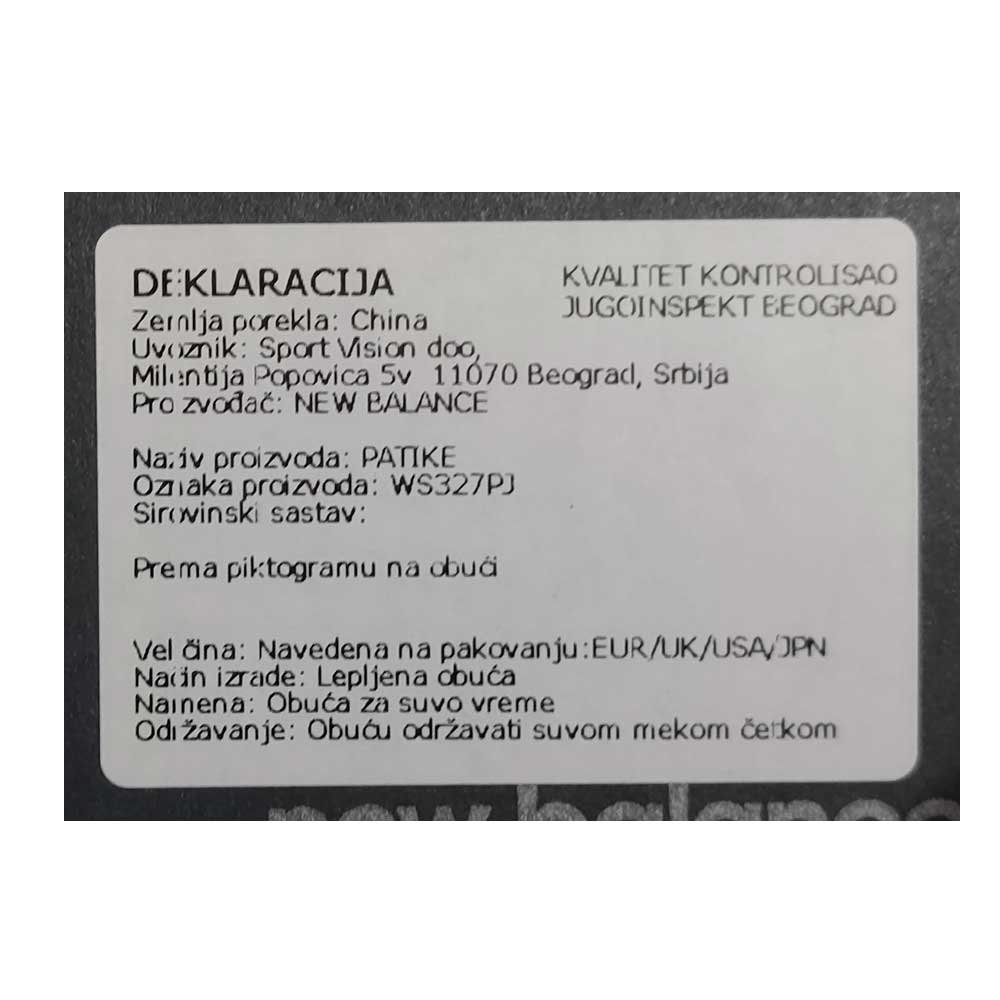 DEKLARACIJA
KVALITET KONTROLISAO
JUGOINSPEKT BEOGRAD
Zemlja porekla: China
Uvoznik: Sport Vision doo,
Milentija Popovica 5v 11070 Beograd, Srbija
Proizvođač: NEW BALANCE
Naziv proizvoda: PATIKE
Oznaka proizvoda: WS327PJ
Sirovinski sastav:
Prema piktogramu na obući
Veličina: Navedena na pakovanju:EUR/UK/USA/JPN
Način izrade: Lepljena obuća
Namena: Obuća za suvo vreme
Održavanje: Obuću održavati suvom mekom četkom
new balance